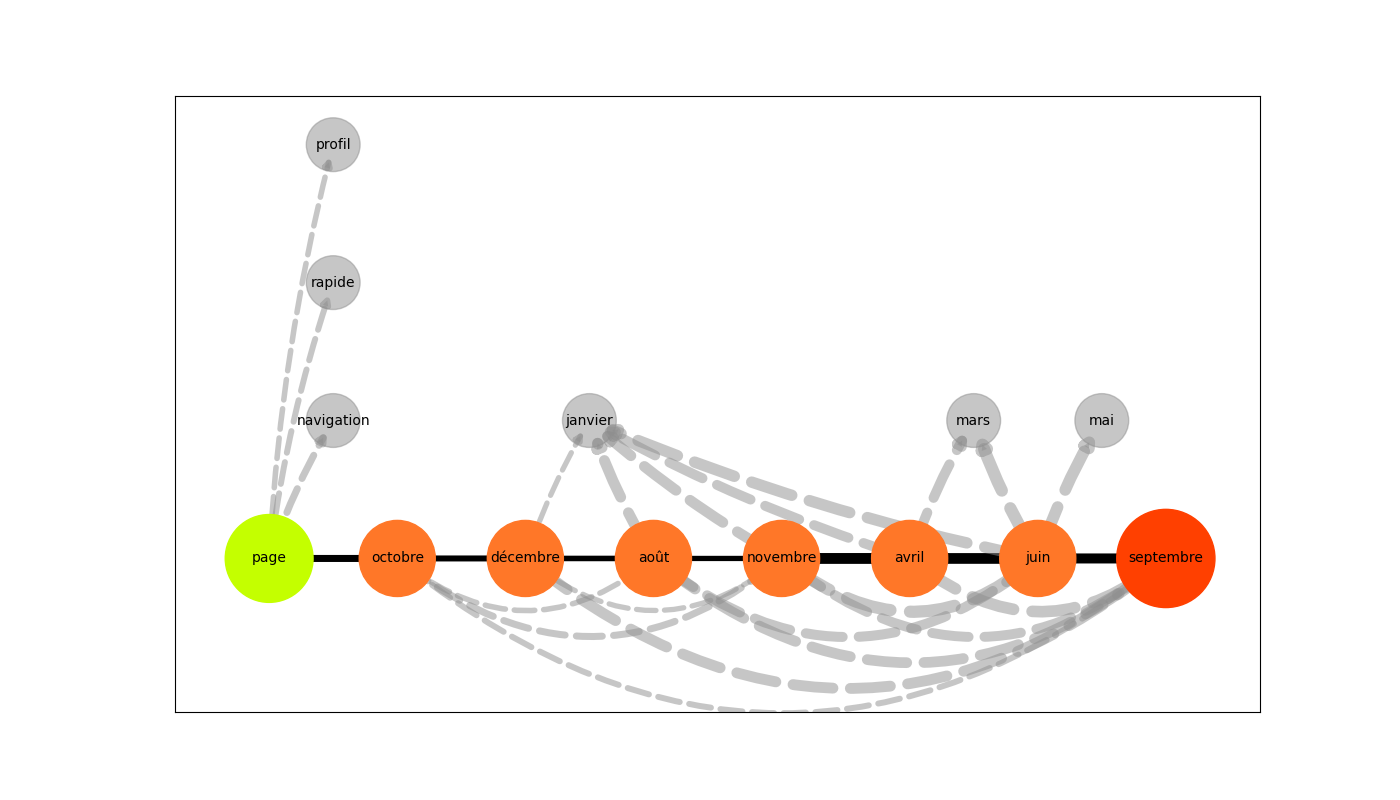 profil
rapide
navigation
janvier
mars
mai
page
octobre
décembre
août
novembre
avril
juin
septembre